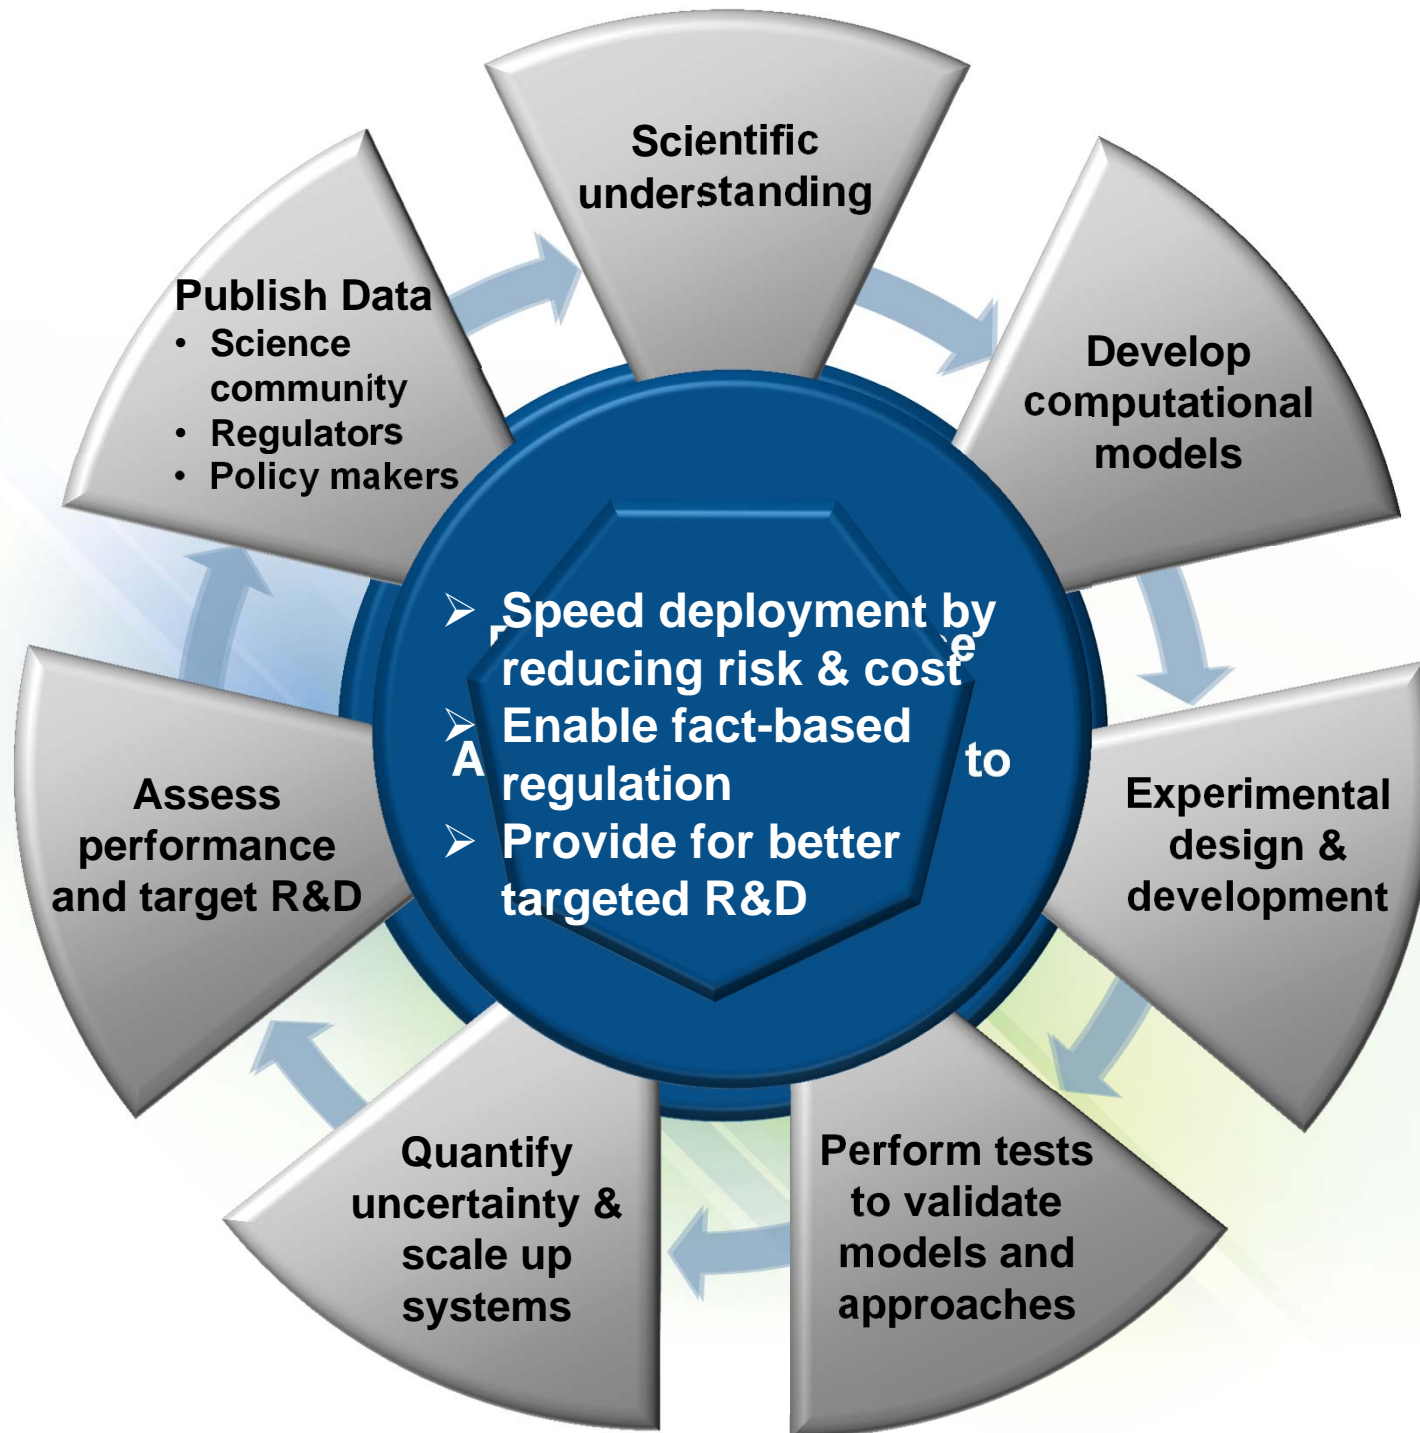 Scientific
understanding
Develop
computational
models
Experimental
design &
development
Perform tests
to validate
models and
approaches
Quantify
uncertainty &
scale up
systems
Assess
performance
and target R&D
Publish Data
• Science
community
• Regulators
• Policy makers
➢ Speed deployment by
reducing risk & cost
➢ Enable fact-based
regulation
➢ Provide for better
targeted R&D
to